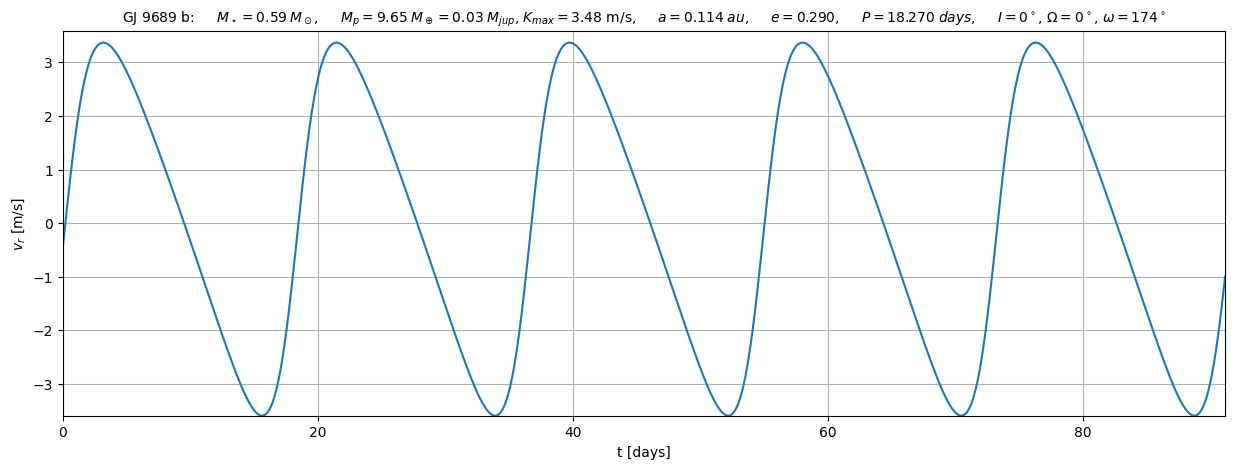 GJ 9689 b: M⋆ = 0.59 M⊙, Mp = 9.65 M⊕ = 0.03 Mjup, Kmax = 3.48 m/s, a = 0.114 au, e = 0.290, P = 18.270 days, I = 0°, Ω = 0°, ω = 174°
3
2
1
0
−1
−2
−3
vr [m/s]
0 20 40 60 80
t [days]